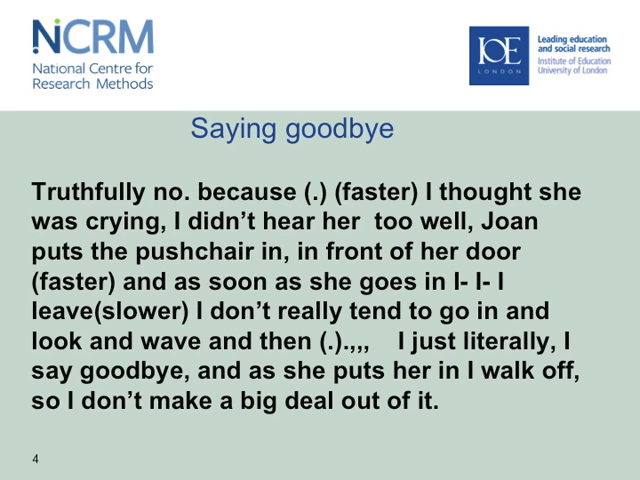 NCRM
National Centre for
Research Methods
IOE
LONDON
Leading education
and social research
Institute of Education
University of London
Saying goodbye
Truthfully no. because (.) (faster) I thought she
was crying, I didn’t hear her  too well, Joan
puts the pushchair in, in front of her door
(faster) and as soon as she goes in I- I- I
leave(slower) I don’t really tend to go in and
look and wave and then (.).,,,    I just literally, I
say goodbye, and as she puts her in I walk off,
so I don’t make a big deal out of it.
4